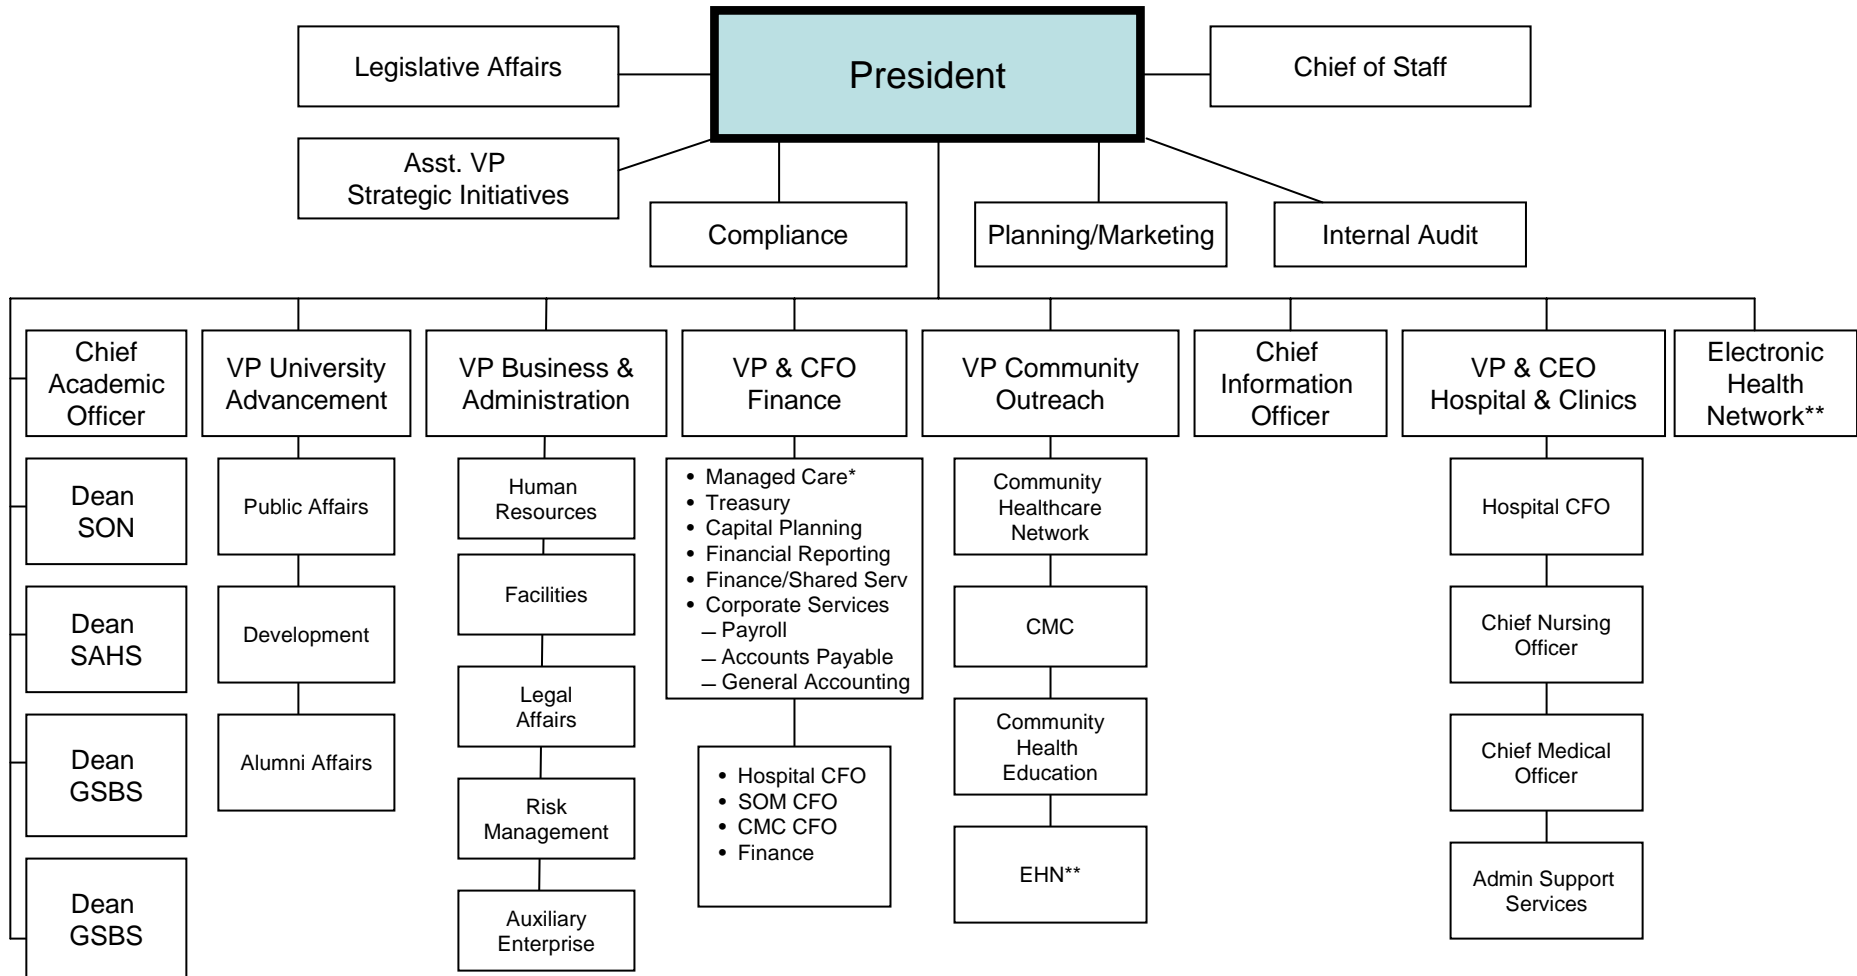 Legislative Affairs
President
Chief of Staff
Asst. VP
Strategic Initiatives
Compliance
Planning/Marketing
Internal Audit
Chief
Academic
Officer
VP University
Advancement
VP Business &
Administration
VP & CFO
Finance
VP Community
Outreach
Chief
Information
Officer
VP & CEO
Hospital & Clinics
Electronic
Health
Network**
Dean
SON
Dean
SAHS
Dean
GSBS
Dean
GSBS
Public Affairs
Development
Alumni Affairs
Human
Resources
Facilities
Legal
Affairs
Risk
Management
Auxiliary
Enterprise
• Managed Care*
• Treasury
• Capital Planning
• Financial Reporting
• Finance/Shared Serv
• Corporate Services
– Payroll
– Accounts Payable
– General Accounting
• Hospital CFO
• SOM CFO
• CMC CFO
• Finance
Community
Healthcare
Network
CMC
Community
Health
Education
EHN**
Hospital CFO
Chief Nursing
Officer
Chief Medical
Officer
Admin Support
Services